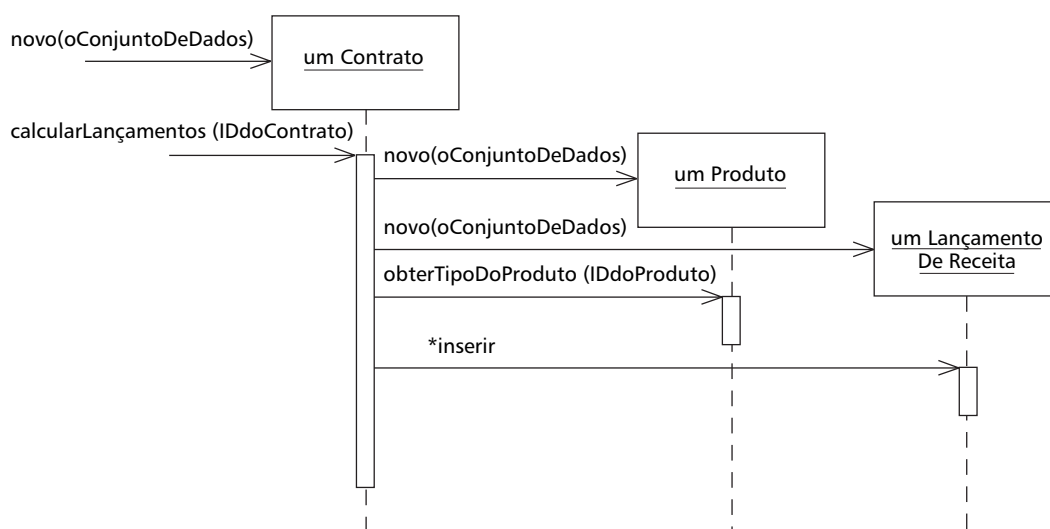 novo(oConjuntoDeDados)
um Contrato
calcularLançamentos (IDdoContrato)
novo(oConjuntoDeDados)
um Produto
novo(oConjuntoDeDados)
um Lançamento
De Receita
obterTipoDoProduto (IDdoProduto)
*inserir